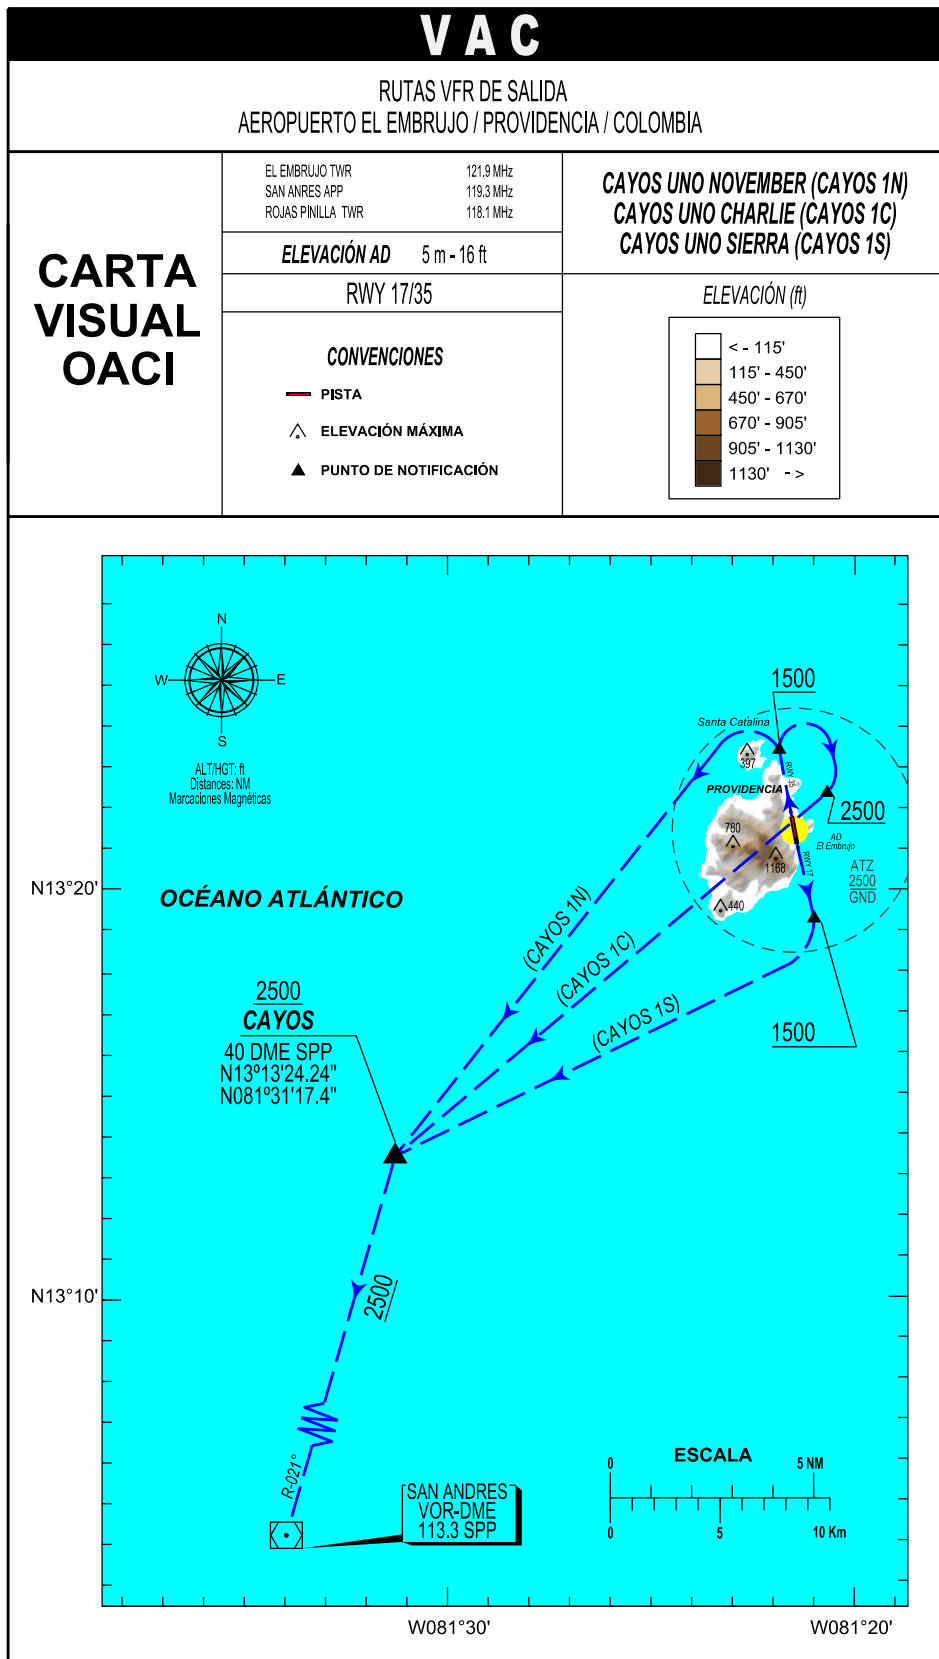 VAC
RUTAS VFR DE SALIDA
AEROPUERTO EL EMBRUJO / PROVIDENCIA / COLOMBIA
CARTA
VISUAL
OACI
EL EMBRUJO TWR 121.9 MHz
SAN ANRES APP 119.3 MHz
ROJAS PINILLA TWR 118.1 MHz
ELEVACIÓN AD 5 m - 16 ft
RWY 17/35
CONVENCIONES
PISTA
ELEVACIÓN MÁXIMA
PUNTO DE NOTIFICACIÓN
CAYOS UNO NOVEMBER (CAYOS 1N)
CAYOS UNO CHARLIE (CAYOS 1C)
CAYOS UNO SIERRA (CAYOS 1S)
ELEVACIÓN (ft)
< - 115'
115' - 450'
450' - 670'
670' - 905'
905' - 1130'
1130' - >
N
W E
S
ALT/HGT: ft
Distances: NM
Marcaciones Magnéticas
1500
Santa Catalina
397
RWY 35
PROVIDENCIA
2500
780
AD
El Embrujo
1168
RWY 17
ATZ
2500
GND
440
N13°20'
OCÉANO ATLÁNTICO
(CAYOS 1N)
(CAYOS 1C)
(CAYOS 1S)
1500
2500
CAYOS
40 DME SPP
N13º13'24.24"
N081º31'17.4"
N13°10'
2500
R-021°
SAN ANDRES
VOR-DME
113.3 SPP
ESCALA
0 5 NM
0 5 10 Km
W081°30' W081°20'